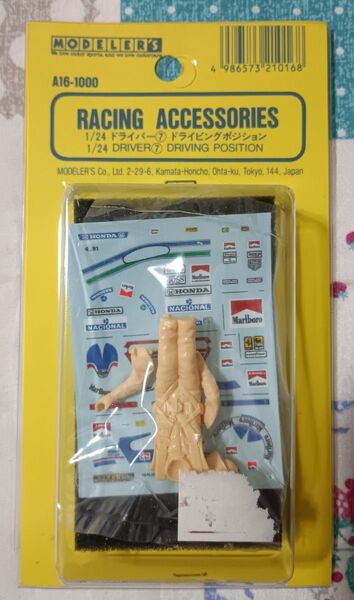 MODELER'S
We love motor sports, and we love modeling.
4 986573 210168
A16-1000
RACING ACCESSORIES
1/24 ドライバー⑦ ドライビングポジション
1/24 DRIVER⑦ DRIVING POSITION
MODELER'S Co., Ltd. 2-29-6, Kamata-Honcho, Ohta-ku, Tokyo, 144, Japan
HONDA
Marlboro
HONDA
NACIONAL
Marlboro
NACIONAL
Marlboro